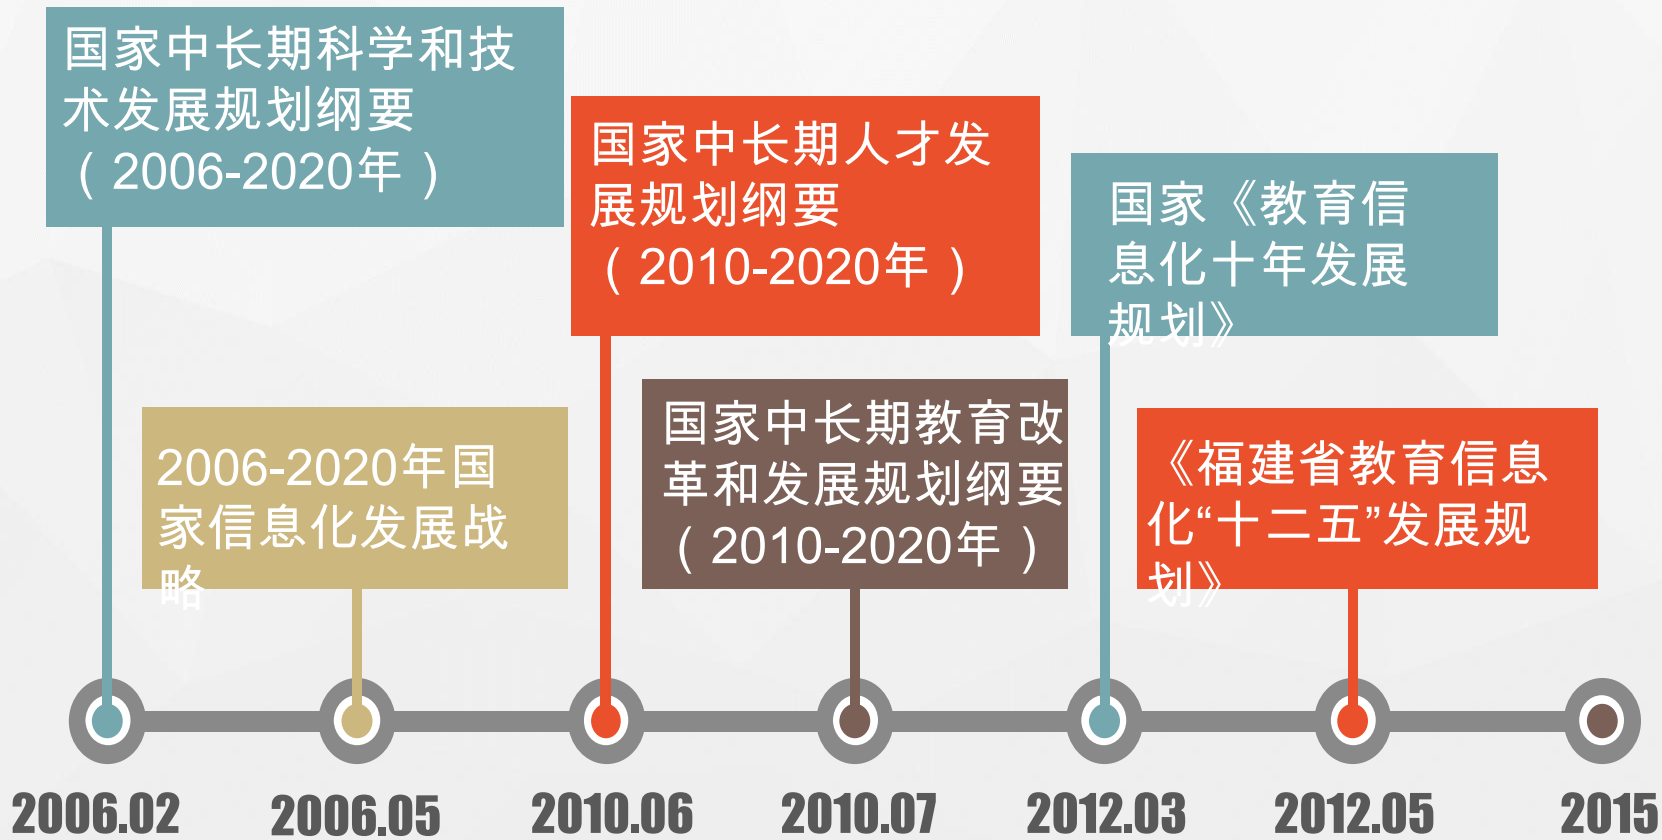 国家中长期科学和技
术发展规划纲要
（2006-2020年）
国家中长期人才发
展规划纲要
（2010-2020年）
国家《教育信
息化十年发展
规划》
2006-2020年国
家信息化发展战
略
国家中长期教育改
革和发展规划纲要
（2010-2020年）
《福建省教育信息
化“十二五”发展规
划》
2006.02
2006.05
2010.06
2010.07
2012.03
2012.05
2015